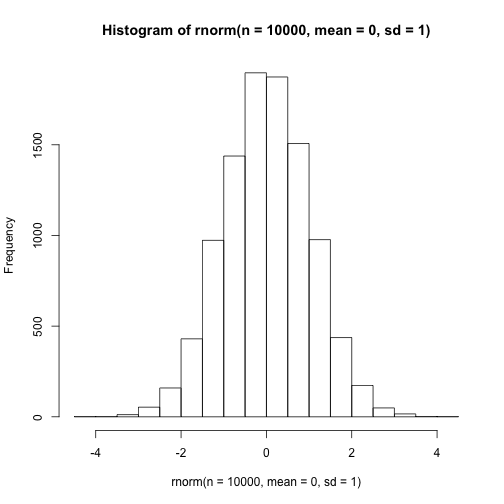 Histogram of rnorm(n = 10000, mean = 0, sd = 1)
Frequency
1500
1000
500
0
-4 -2 0 2 4
rnorm(n = 10000, mean = 0, sd = 1)